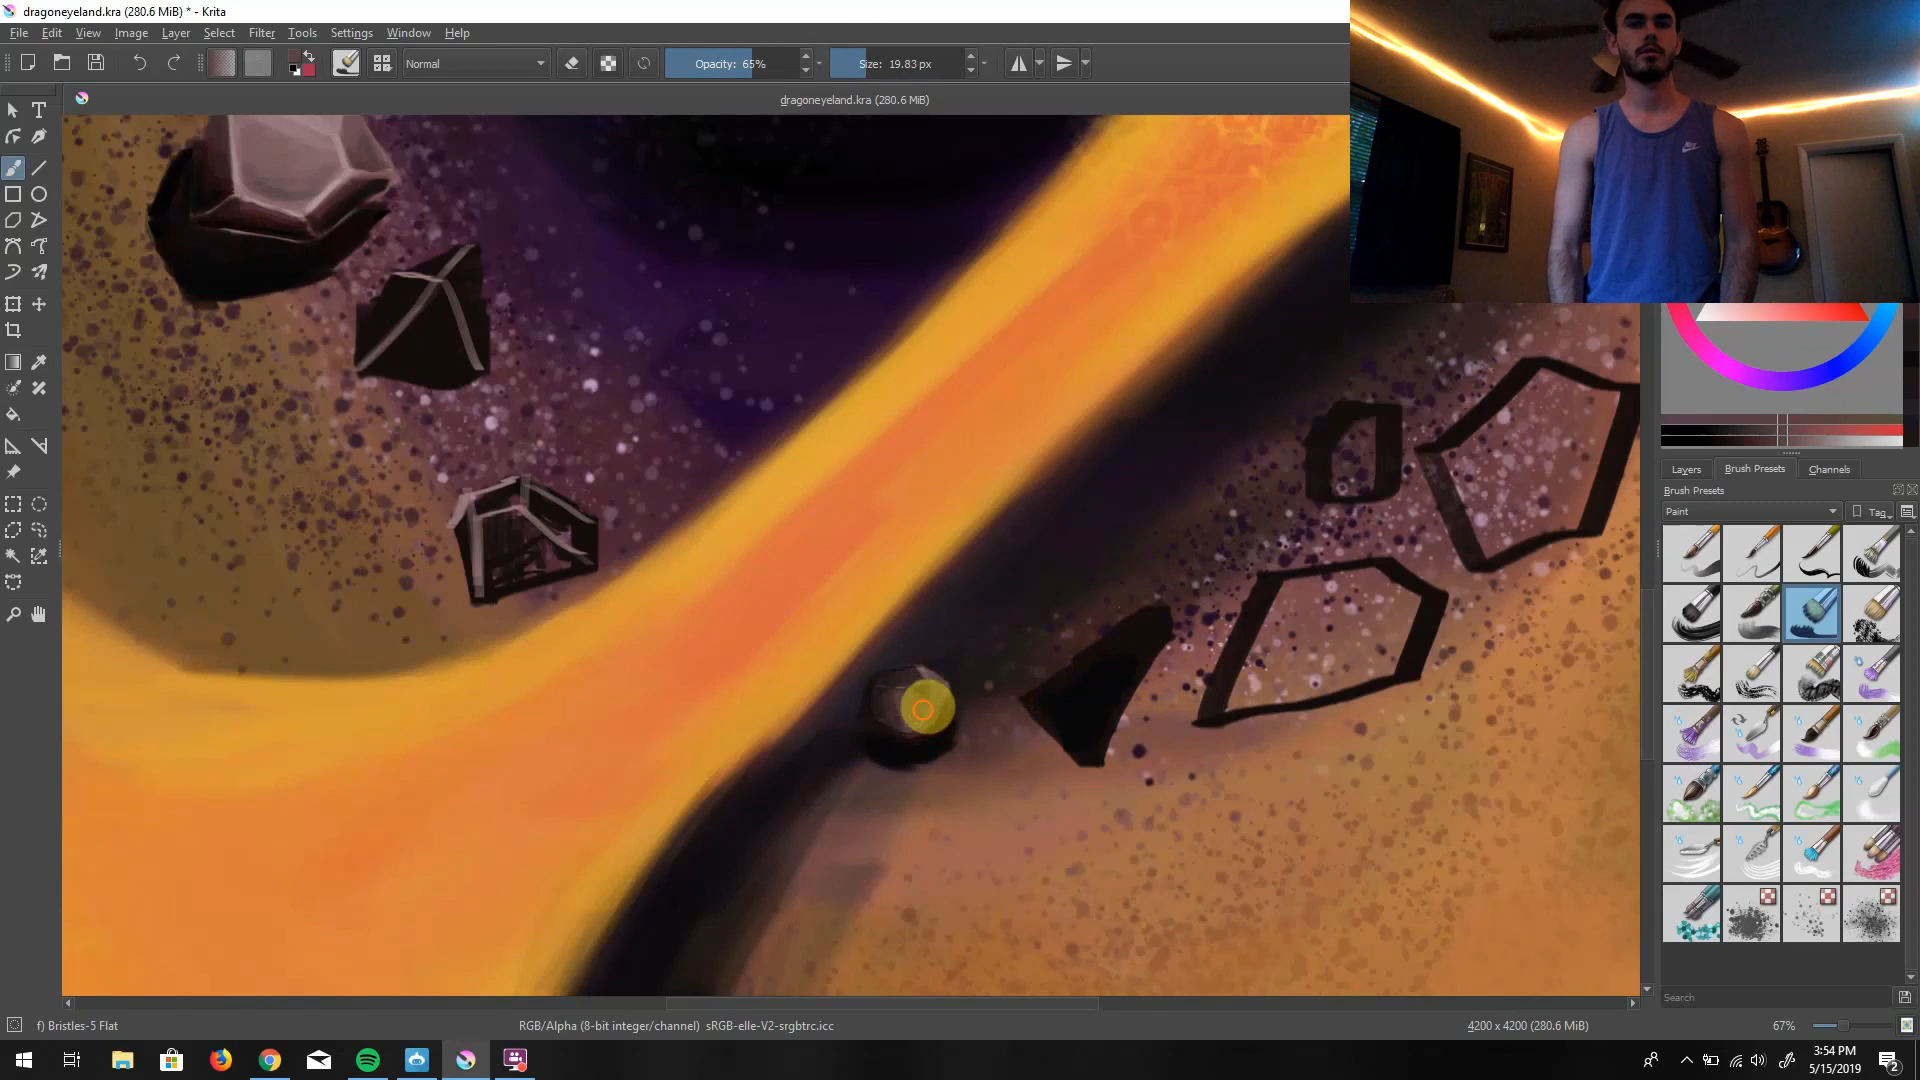 dragoneyeland.kra (280.6 MiB) * - Krita
File Edit View Image Layer Select Filter Tools Settings Window Help
Normal Opacity: 65% Size: 19.83 px
dragoneyeland.kra (280.6 MiB)
Layers Brush Presets Channels
Brush Presets
Paint Tag
Search
f) Bristles-5 Flat RGB/Alpha (8-bit integer/channel) sRGB-elle-V2-srgbtrc.icc 4200 x 4200 (280.6 MiB) 67%
3:54 PM
5/15/2019
2